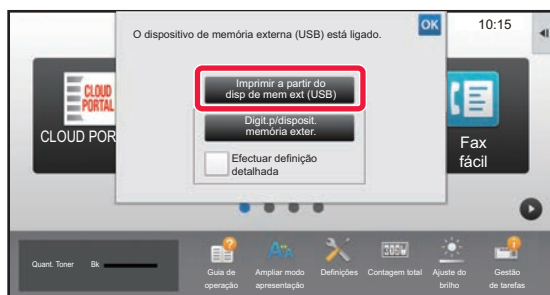 O dispositivo de memória externa (USB) está ligado.
OK
10:15
Imprimir a partir do
disp de mem ext (USB)
Digit.p/disposit.
memória exter.
Efectuar definição
detalhada
CLOUD
PORTAL
CLOUD POR
Fax
fácil
Quant. Toner Bk
Guia de
operação
Ampliar modo
apresentação
Definições
Contagem total
Ajuste do
brilho
Gestão
de tarefas